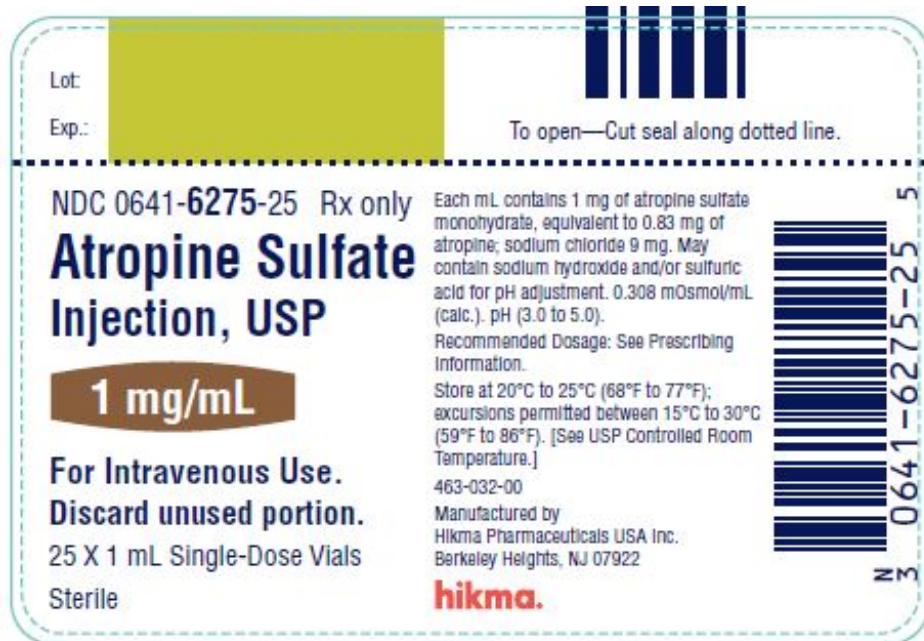 Lot:
Exp.:
To open—Cut seal along dotted line.
NDC 0641-6275-25 Rx only
Atropine Sulfate
Injection, USP
1 mg/mL
For Intravenous Use.
Discard unused portion.
25 X 1 mL Single-Dose Vials
Sterile
Each mL contains 1 mg of atropine sulfate
monohydrate, equivalent to 0.83 mg of
atropine; sodium chloride 9 mg. May
contain sodium hydroxide and/or sulfuric
acid for pH adjustment. 0.308 mOsmol/mL
(calc.). pH (3.0 to 5.0).
Recommended Dosage: See Prescribing
Information.
Store at 20°C to 25°C (68°F to 77°F);
excursions permitted between 15°C to 30°C
(59°F to 86°F). [See USP Controlled Room
Temperature.]
463-032-00
Manufactured by
Hikma Pharmaceuticals USA Inc.
Berkeley Heights, NJ 07922
hikma.
N
3 0641-6275-25 5